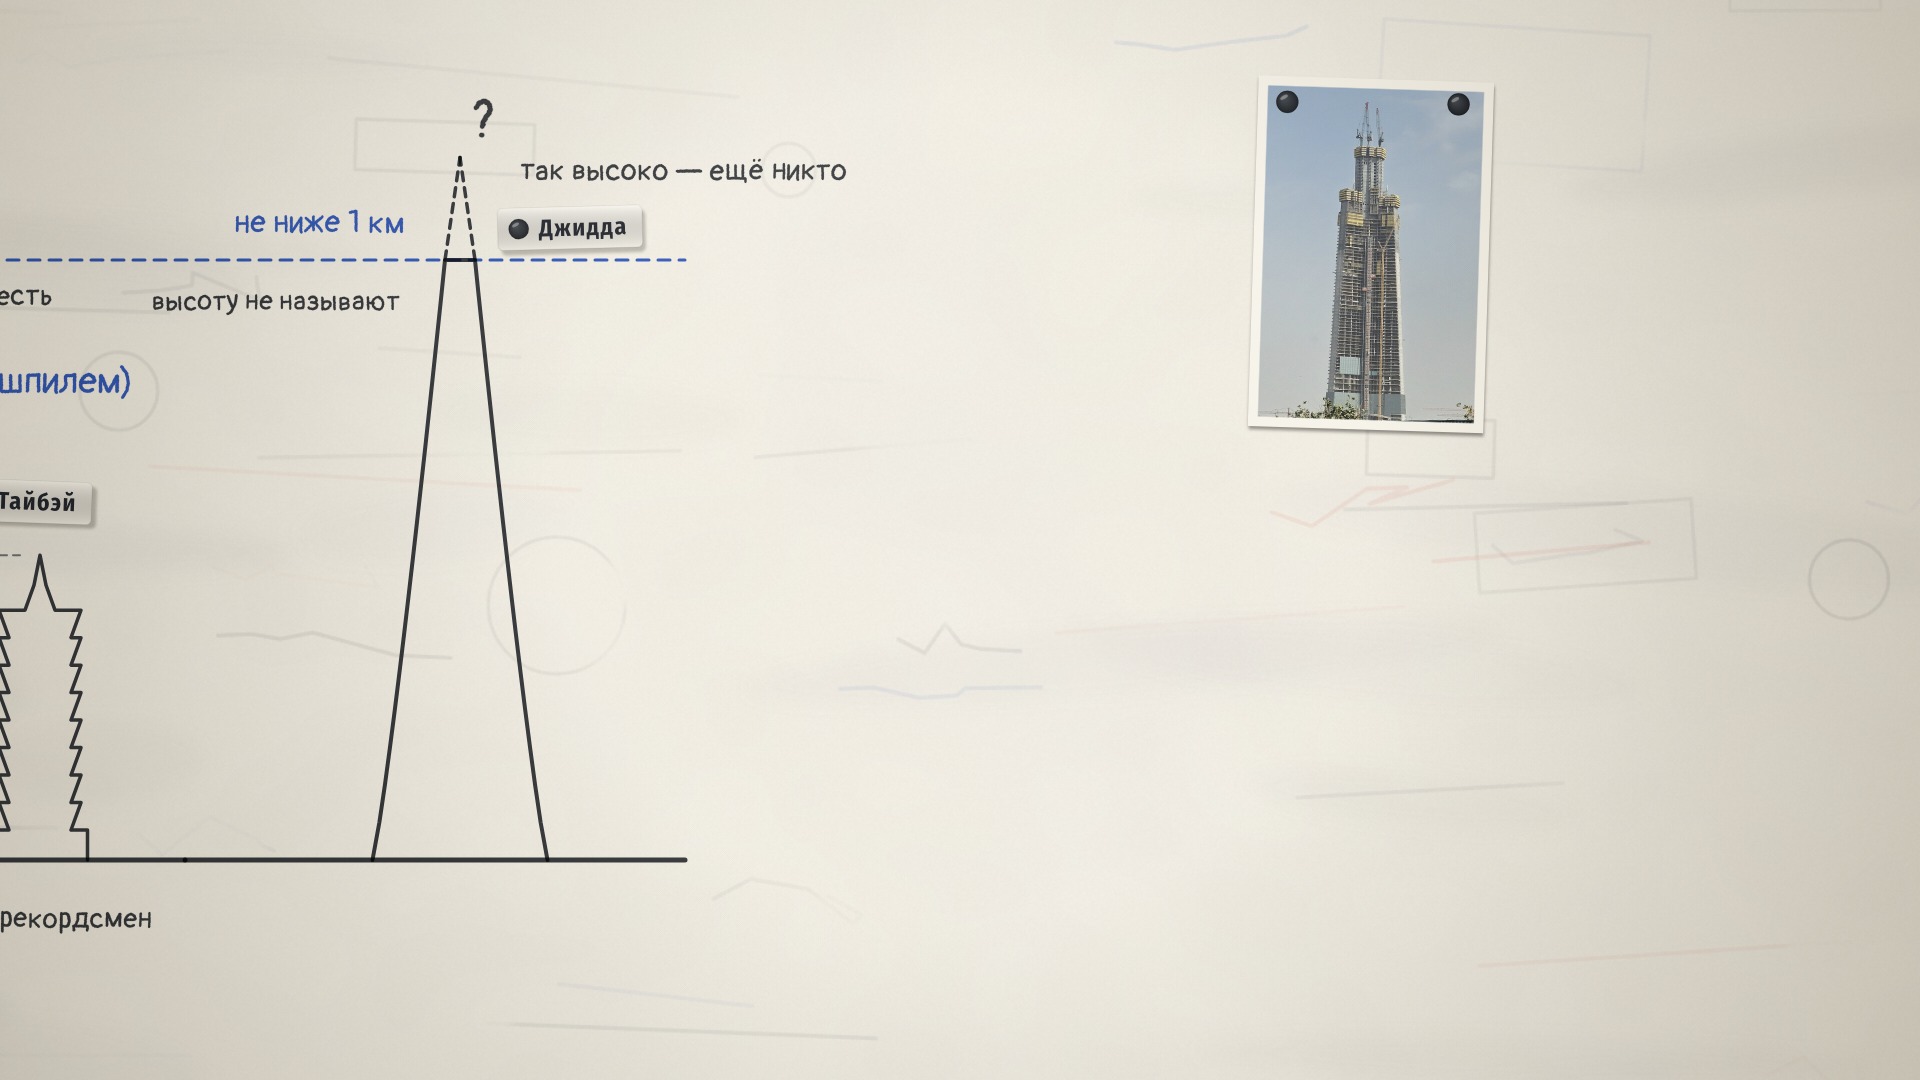 ?
так высоко — ещё никто
не ниже 1 км
Джидда
есть
высоту не называют
шпилем)
Тайбэй
рекордсмен